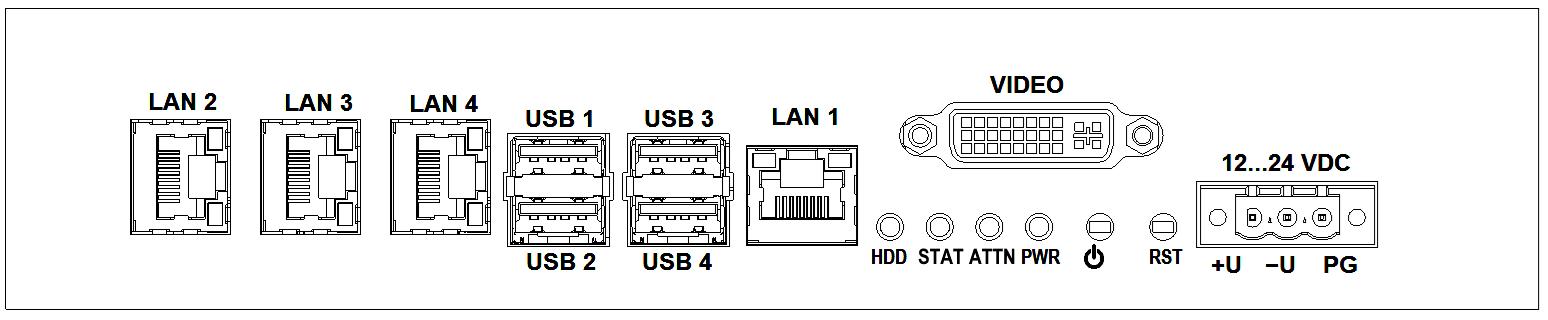 LAN 2
LAN 3
LAN 4
USB 1
USB 3
LAN 1
VIDEO
12...24 VDC
USB 2
USB 4
HDD
STAT
ATTN
PWR
RST
+U
–U
PG